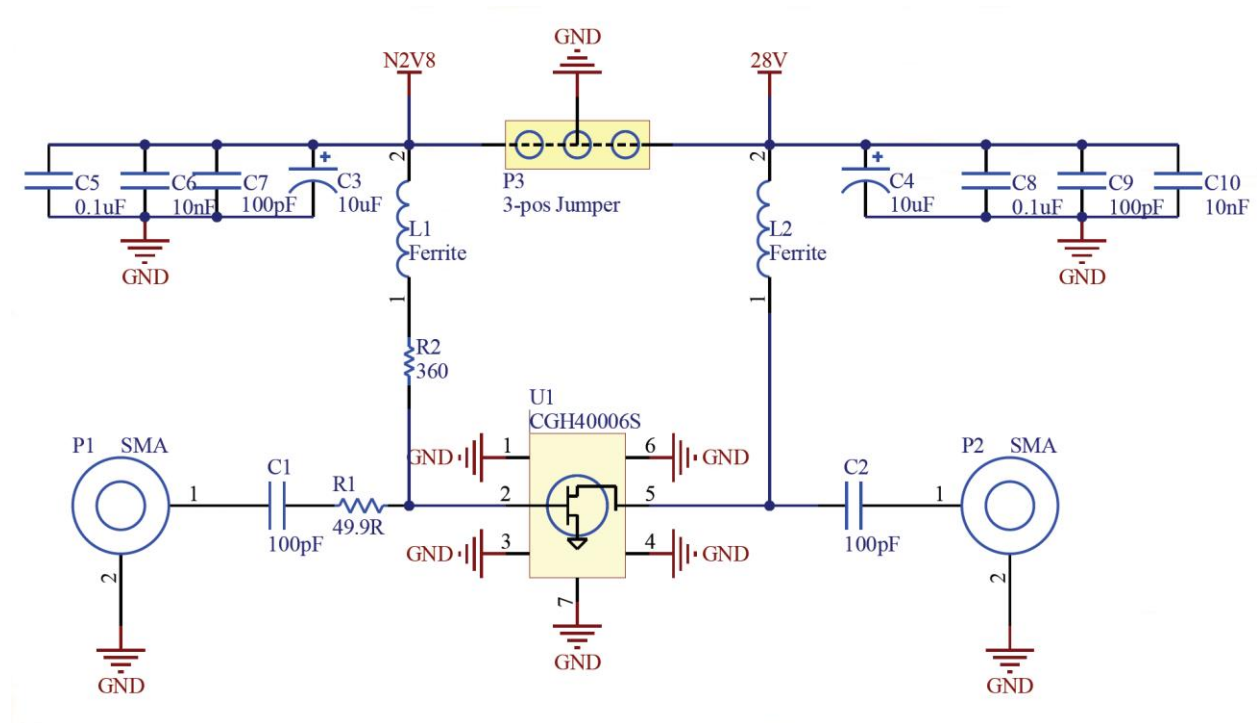 GND
N2V8
28V
2
2
C5
0.1uF
C6
10nF
C7
100pF
C3
10uF
P3
3-pos Jumper
C4
10uF
C8
0.1uF
C9
100pF
C10
10nF
L1
Ferrite
L2
Ferrite
GND
GND
1
1
R2
360
U1
CGH40006S
P1 SMA
GND
1
6
GND
P2 SMA
C1
100pF
R1
49.9R
1
2
5
C2
100pF
1
GND
3
4
GND
2
7
2
GND
GND
GND